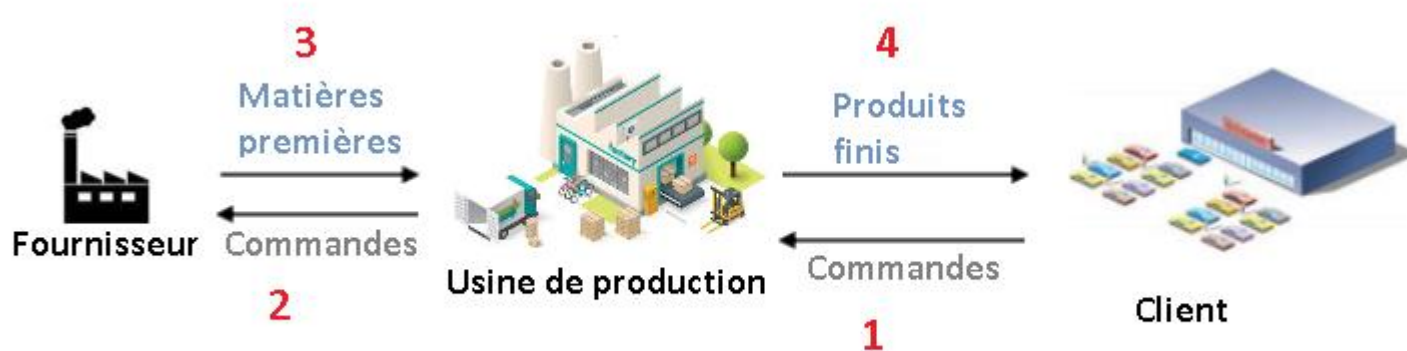 3
4
Matières
premières
Produits
finis
Fournisseur
Commandes
Usine de production
Commandes
Client
2
1